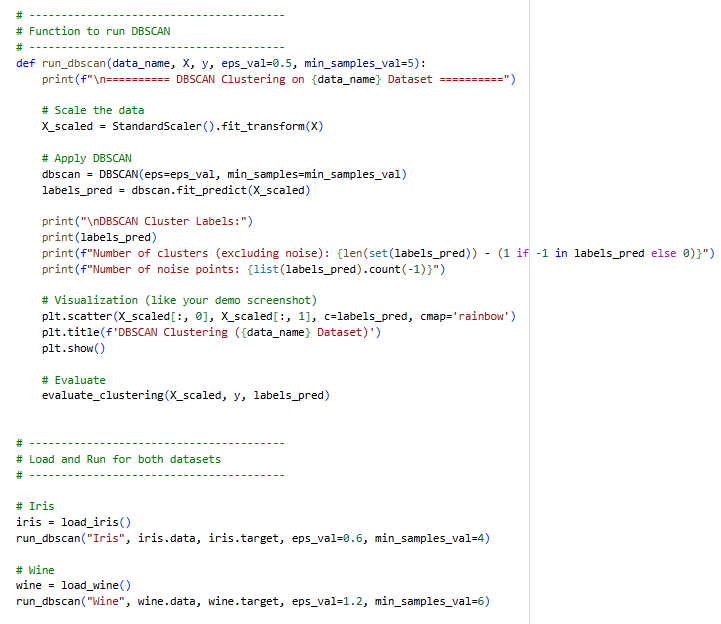 # ----------------------------------------
# Function to run DBSCAN
# ----------------------------------------
def run_dbscan(data_name, X, y, eps_val=0.5, min_samples_val=5):
    print(f"\n========== DBSCAN Clustering on {data_name} Dataset ==========")
    # Scale the data
    X_scaled = StandardScaler().fit_transform(X)
    # Apply DBSCAN
    dbscan = DBSCAN(eps=eps_val, min_samples=min_samples_val)
    labels_pred = dbscan.fit_predict(X_scaled)
    print("\nDBSCAN Cluster Labels:")
    print(labels_pred)
    print(f"Number of clusters (excluding noise): {len(set(labels_pred)) - (1 if -1 in labels_pred else 0)}")
    print(f"Number of noise points: {list(labels_pred).count(-1)}")
    # Visualization (like your demo screenshot)
    plt.scatter(X_scaled[:, 0], X_scaled[:, 1], c=labels_pred, cmap='rainbow')
    plt.title(f'DBSCAN Clustering ({data_name} Dataset)')
    plt.show()
    # Evaluate
    evaluate_clustering(X_scaled, y, labels_pred)
# ----------------------------------------
# Load and Run for both datasets
# ----------------------------------------
# Iris
iris = load_iris()
run_dbscan("Iris", iris.data, iris.target, eps_val=0.6, min_samples_val=4)
# Wine
wine = load_wine()
run_dbscan("Wine", wine.data, wine.target, eps_val=1.2, min_samples_val=6)